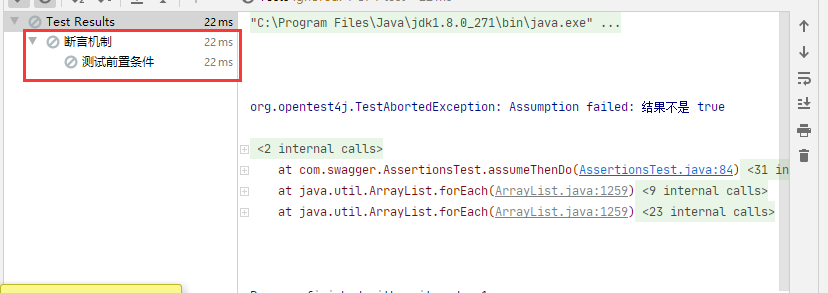 Test Results 22 ms
断言机制 22 ms
测试前置条件 22 ms
"C:\Program Files\Java\jdk1.8.0_271\bin\java.exe" ...
org.opentest4j.TestAbortedException: Assumption failed: 结果不是 true
<2 internal calls>
at com.swagger.AssertionsTest.assumeThenDo(AssertionsTest.java:84) <31 in
at java.util.ArrayList.forEach(ArrayList.java:1259) <9 internal calls>
at java.util.ArrayList.forEach(ArrayList.java:1259) <23 internal calls>